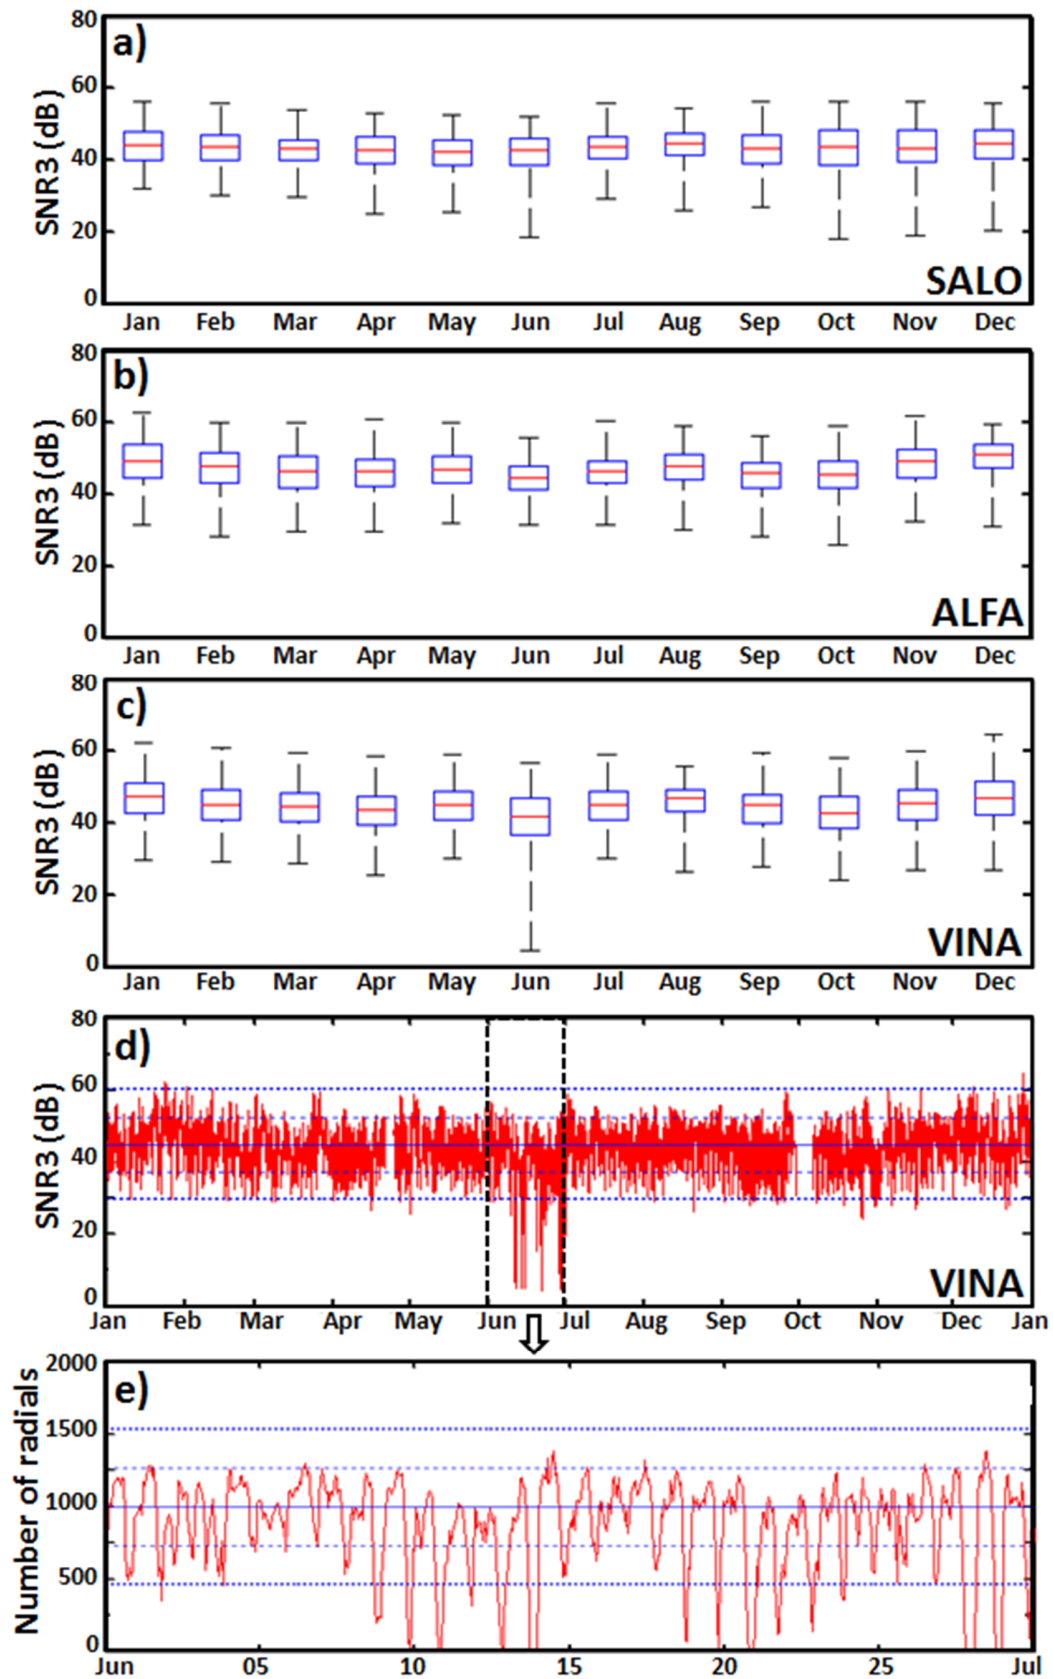 a)
SNR3 (dB)
80
60
40
20
0
SALO
Jan Feb Mar Apr May Jun Jul Aug Sep Oct Nov Dec
b)
SNR3 (dB)
80
60
40
20
0
ALFA
Jan Feb Mar Apr May Jun Jul Aug Sep Oct Nov Dec
c)
SNR3 (dB)
80
60
40
20
0
VINA
Jan Feb Mar Apr May Jun Jul Aug Sep Oct Nov Dec
d)
SNR3 (dB)
80
60
40
20
0
VINA
Jan Feb Mar Apr May Jun Jul Aug Sep Oct Nov Dec Jan
e)
Number of radials
2000
1500
1000
500
0
Jun 05 10 15 20 25 Jul